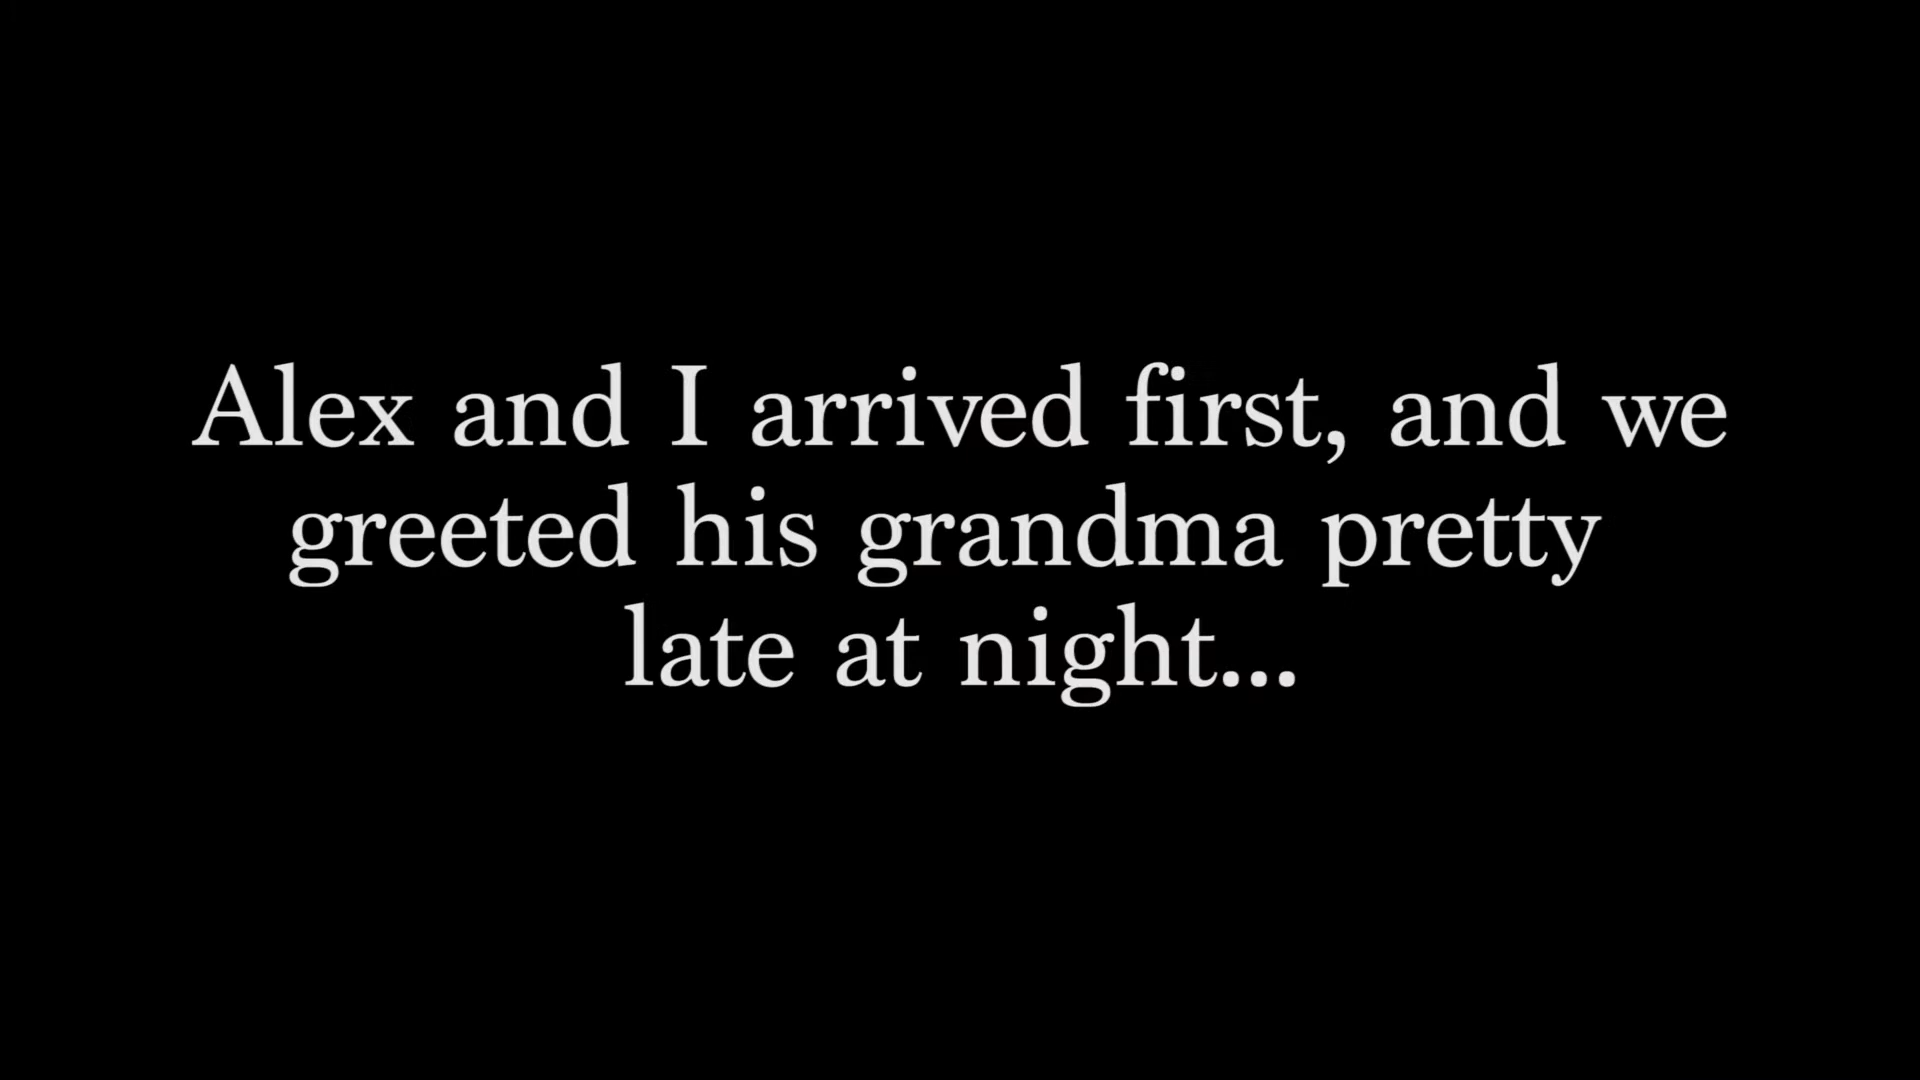 Alex and I arrived first, and we
greeted his grandma pretty
late at night...